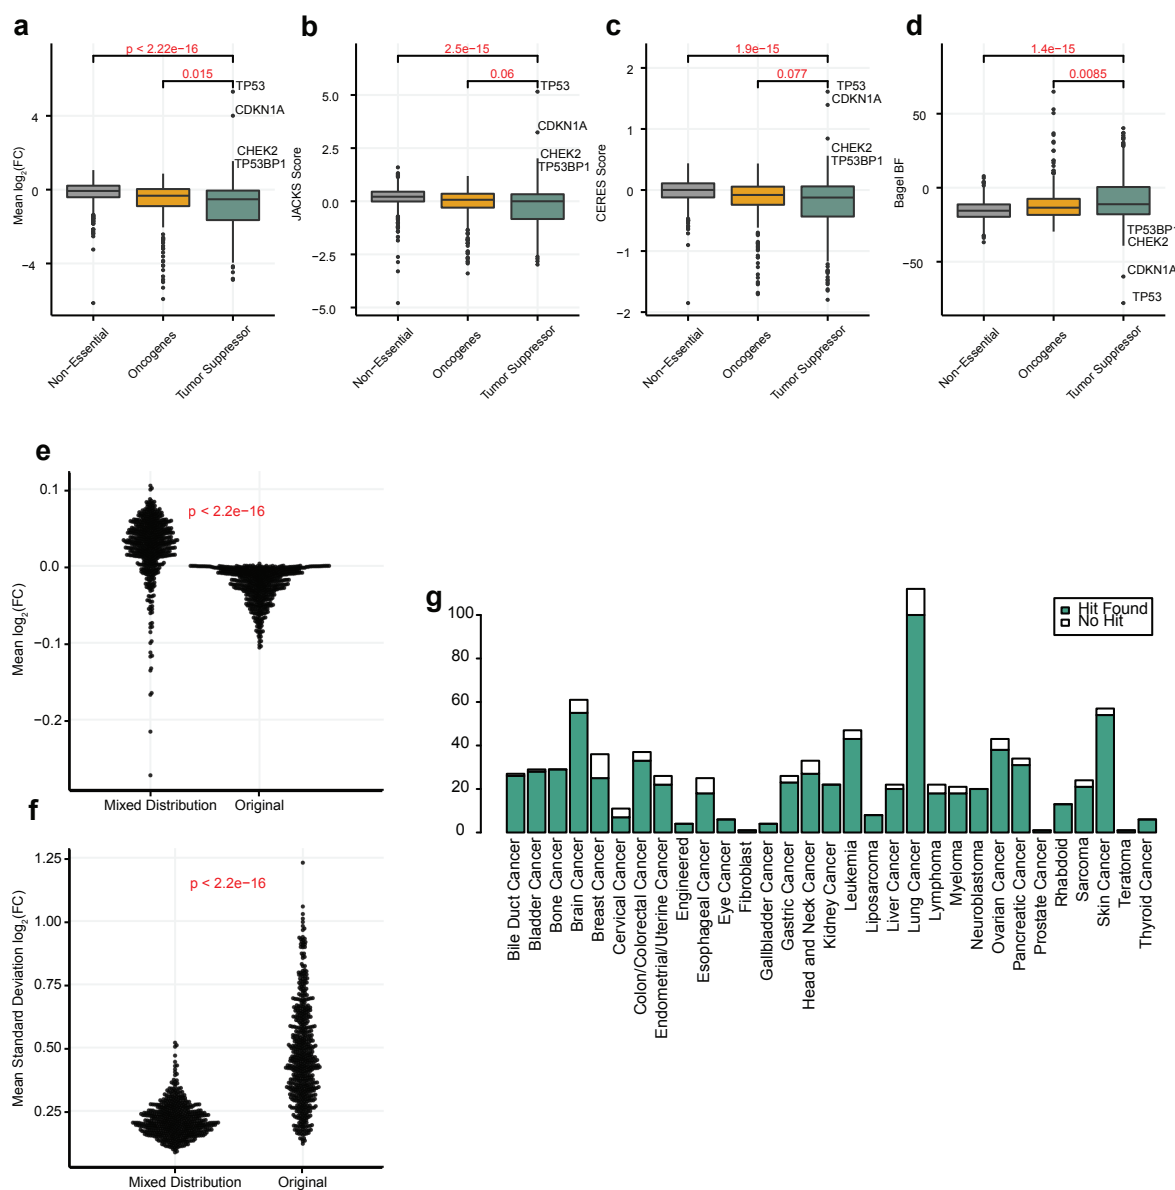 a
p < 2.22e−16
0.015
TP53
CDKN1A
CHEK2
TP53BP1
Mean log2(FC)
4
0
−4
Non−Essential
Oncogenes
Tumor Suppressor
b
2.5e−15
0.06
TP53
CDKN1A
CHEK2
TP53BP1
JACKS Score
5.0
2.5
0.0
−2.5
−5.0
Non−Essential
Oncogenes
Tumor Suppressor
c
1.9e−15
0.077
TP53
CDKN1A
CHEK2
TP53BP1
CERES Score
2
1
0
−1
−2
Non−Essential
Oncogenes
Tumor Suppressor
d
1.4e−15
0.0085
TP53BP1
CHEK2
CDKN1A
TP53
Bagel BF
50
0
−50
Non−Essential
Oncogenes
Tumor Suppressor
e
p < 2.2e−16
Mean log2(FC)
0.1
0.0
−0.1
−0.2
Mixed Distribution
Original
f
p < 2.2e−16
Mean Standard Deviation log2(FC)
1.25
1.00
0.75
0.50
0.25
Mixed Distribution
Original
g
Hit Found
No Hit
100
80
60
40
20
0
Bile Duct Cancer
Bladder Cancer
Bone Cancer
Brain Cancer
Breast Cancer
Cervical Cancer
Colon/Colorectal Cancer
Endometrial/Uterine Cancer
Engineered
Esophageal Cancer
Eye Cancer
Fibroblast
Gallbladder Cancer
Gastric Cancer
Head and Neck Cancer
Kidney Cancer
Leukemia
Liposarcoma
Liver Cancer
Lung Cancer
Lymphoma
Myeloma
Neuroblastoma
Ovarian Cancer
Pancreatic Cancer
Prostate Cancer
Rhabdoid
Sarcoma
Skin Cancer
Teratoma
Thyroid Cancer